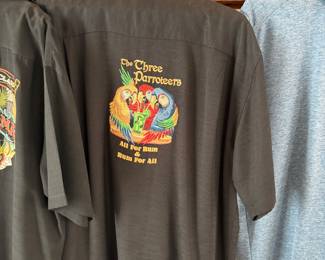 The Three
Parroteers
All For Rum
&
Rum For All